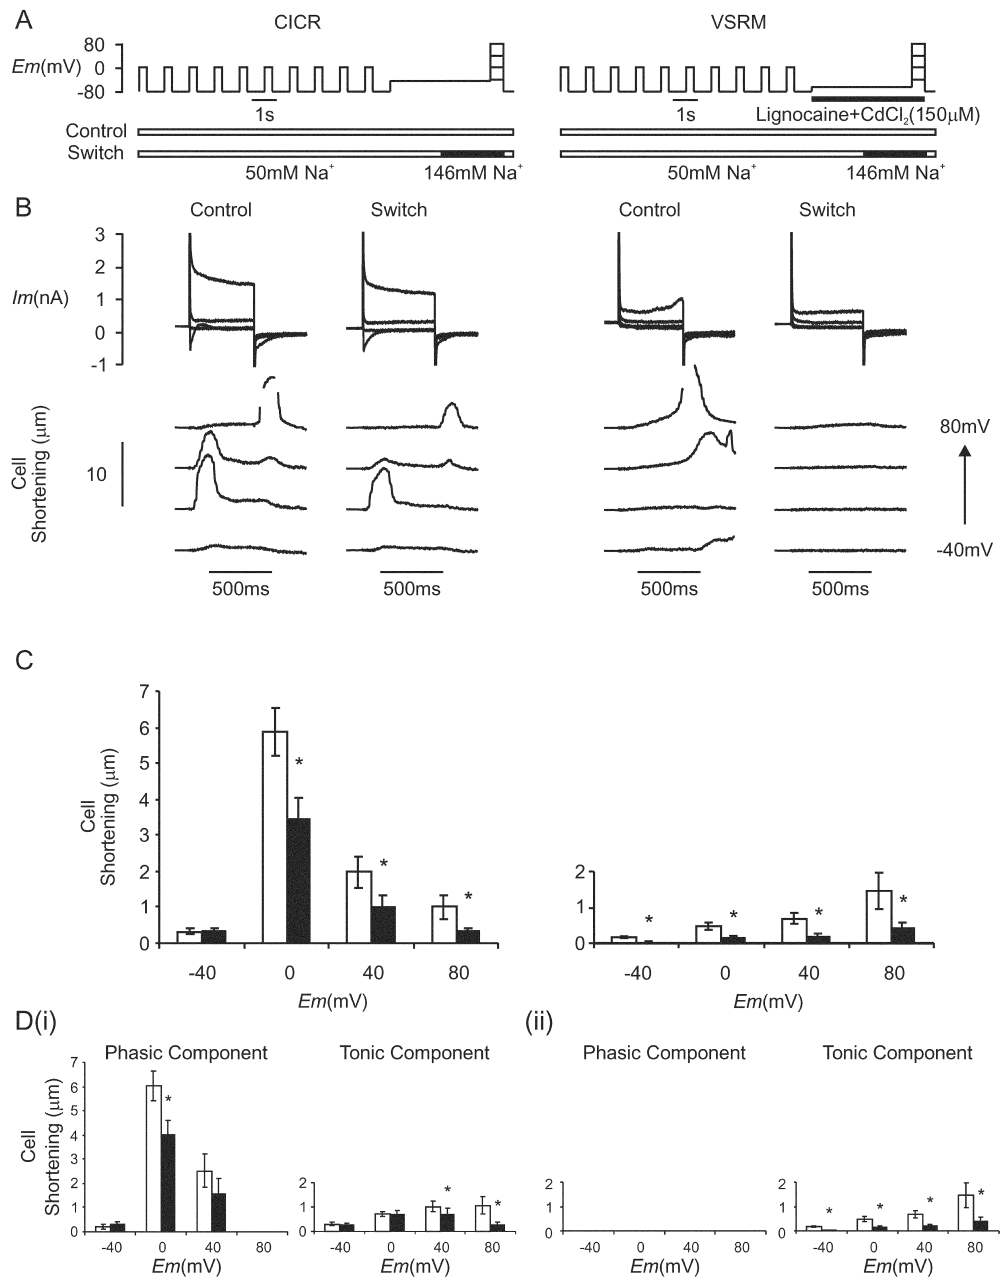 A
CICR
VSRM
Em(mV)
80
0
-80
1s
1s
Lignocaine+CdCl2(150μM)
Control
Switch
50mM Na+
146mM Na+
50mM Na+
146mM Na+
B
Control
Switch
Control
Switch
Im(nA)
3
2
1
0
-1
Cell
Shortening (μm)
10
80mV
-40mV
500ms
500ms
500ms
500ms
C
Cell
Shortening (μm)
7
6
5
4
3
2
1
0
* * *
-40 0 40 80
Em(mV)
2
1
0
* * * *
-40 0 40 80
Em(mV)
D(i)
(ii)
Phasic Component
Tonic Component
Phasic Component
Tonic Component
Cell
Shortening (μm)
7
6
5
4
3
2
1
0
*
-40 0 40 80
2
1
0
* *
-40 0 40 80
Em(mV)
2
1
0
-40 0 40 80
2
1
0
* * * *
-40 0 40 80
Em(mV)
Em(mV)
Em(mV)